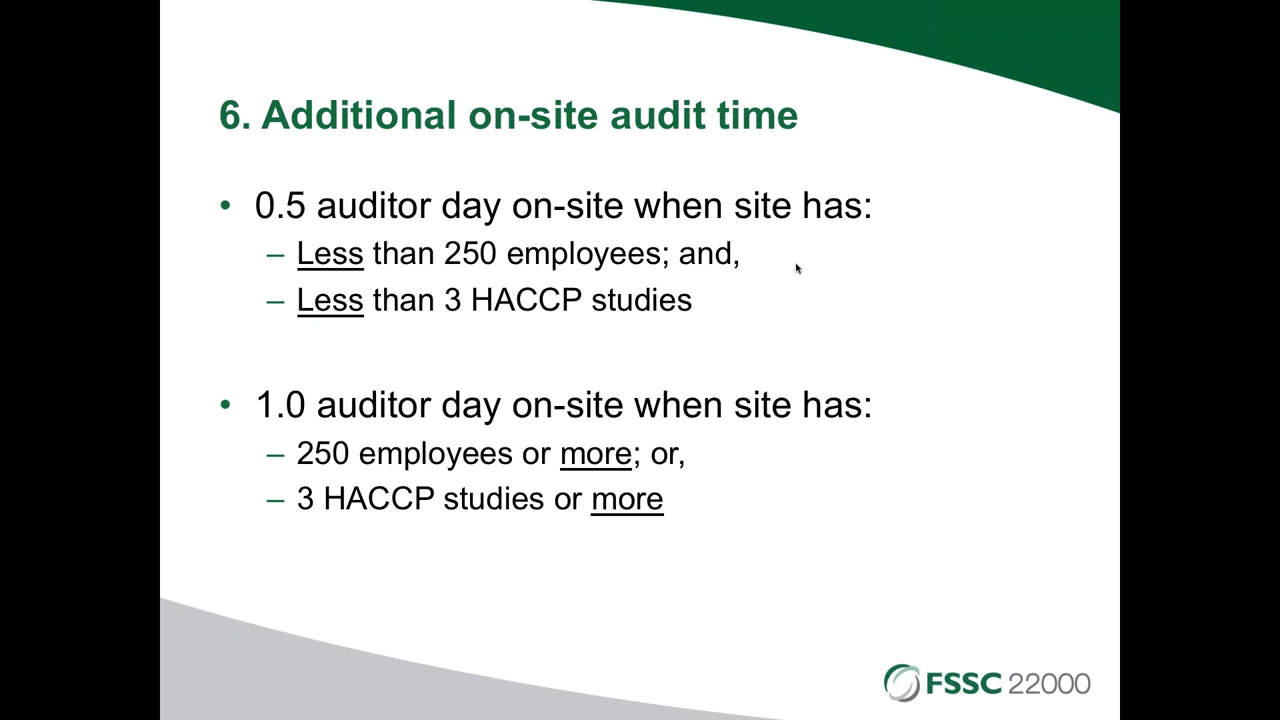 6. Additional on-site audit time
• 0.5 auditor day on-site when site has:
– Less than 250 employees; and,
– Less than 3 HACCP studies
• 1.0 auditor day on-site when site has:
– 250 employees or more; or,
– 3 HACCP studies or more
FSSC 22000